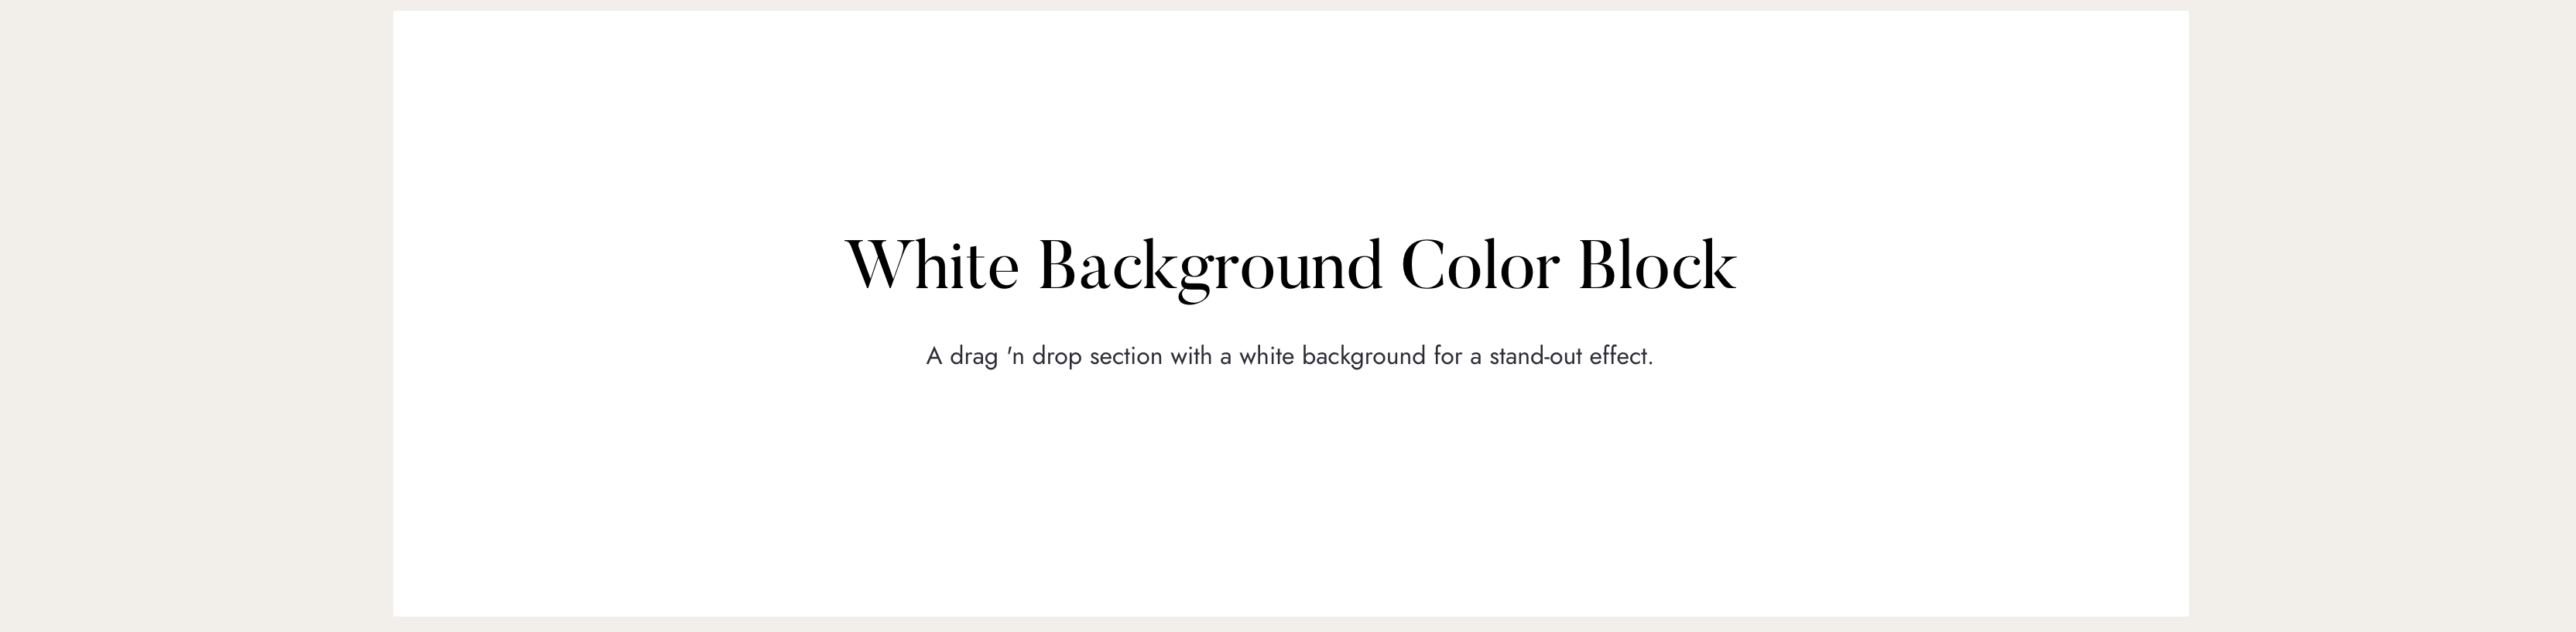 White Background Color Block
A drag 'n drop section with a white background for a stand-out effect.